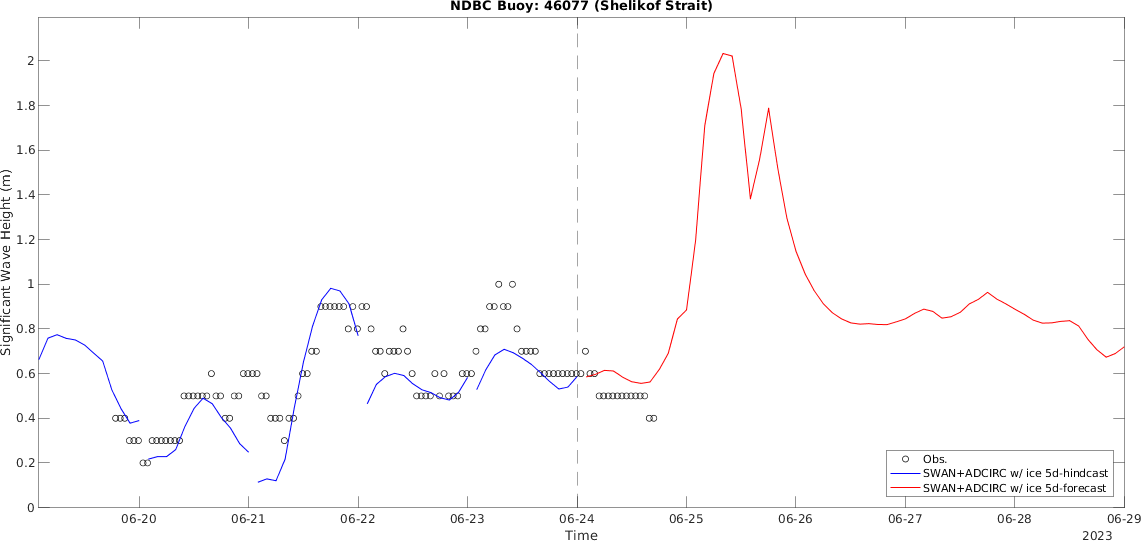 NDBC Buoy: 46077 (Shelikof Strait)
Significant Wave Height (m)
2
1.8
1.6
1.4
1.2
1
0.8
0.6
0.4
0.2
0
Obs.
SWAN+ADCIRC w/ ice 5d-hindcast
SWAN+ADCIRC w/ ice 5d-forecast
06-20 06-21 06-22 06-23 06-24 06-25 06-26 06-27 06-28 06-29
Time
2023